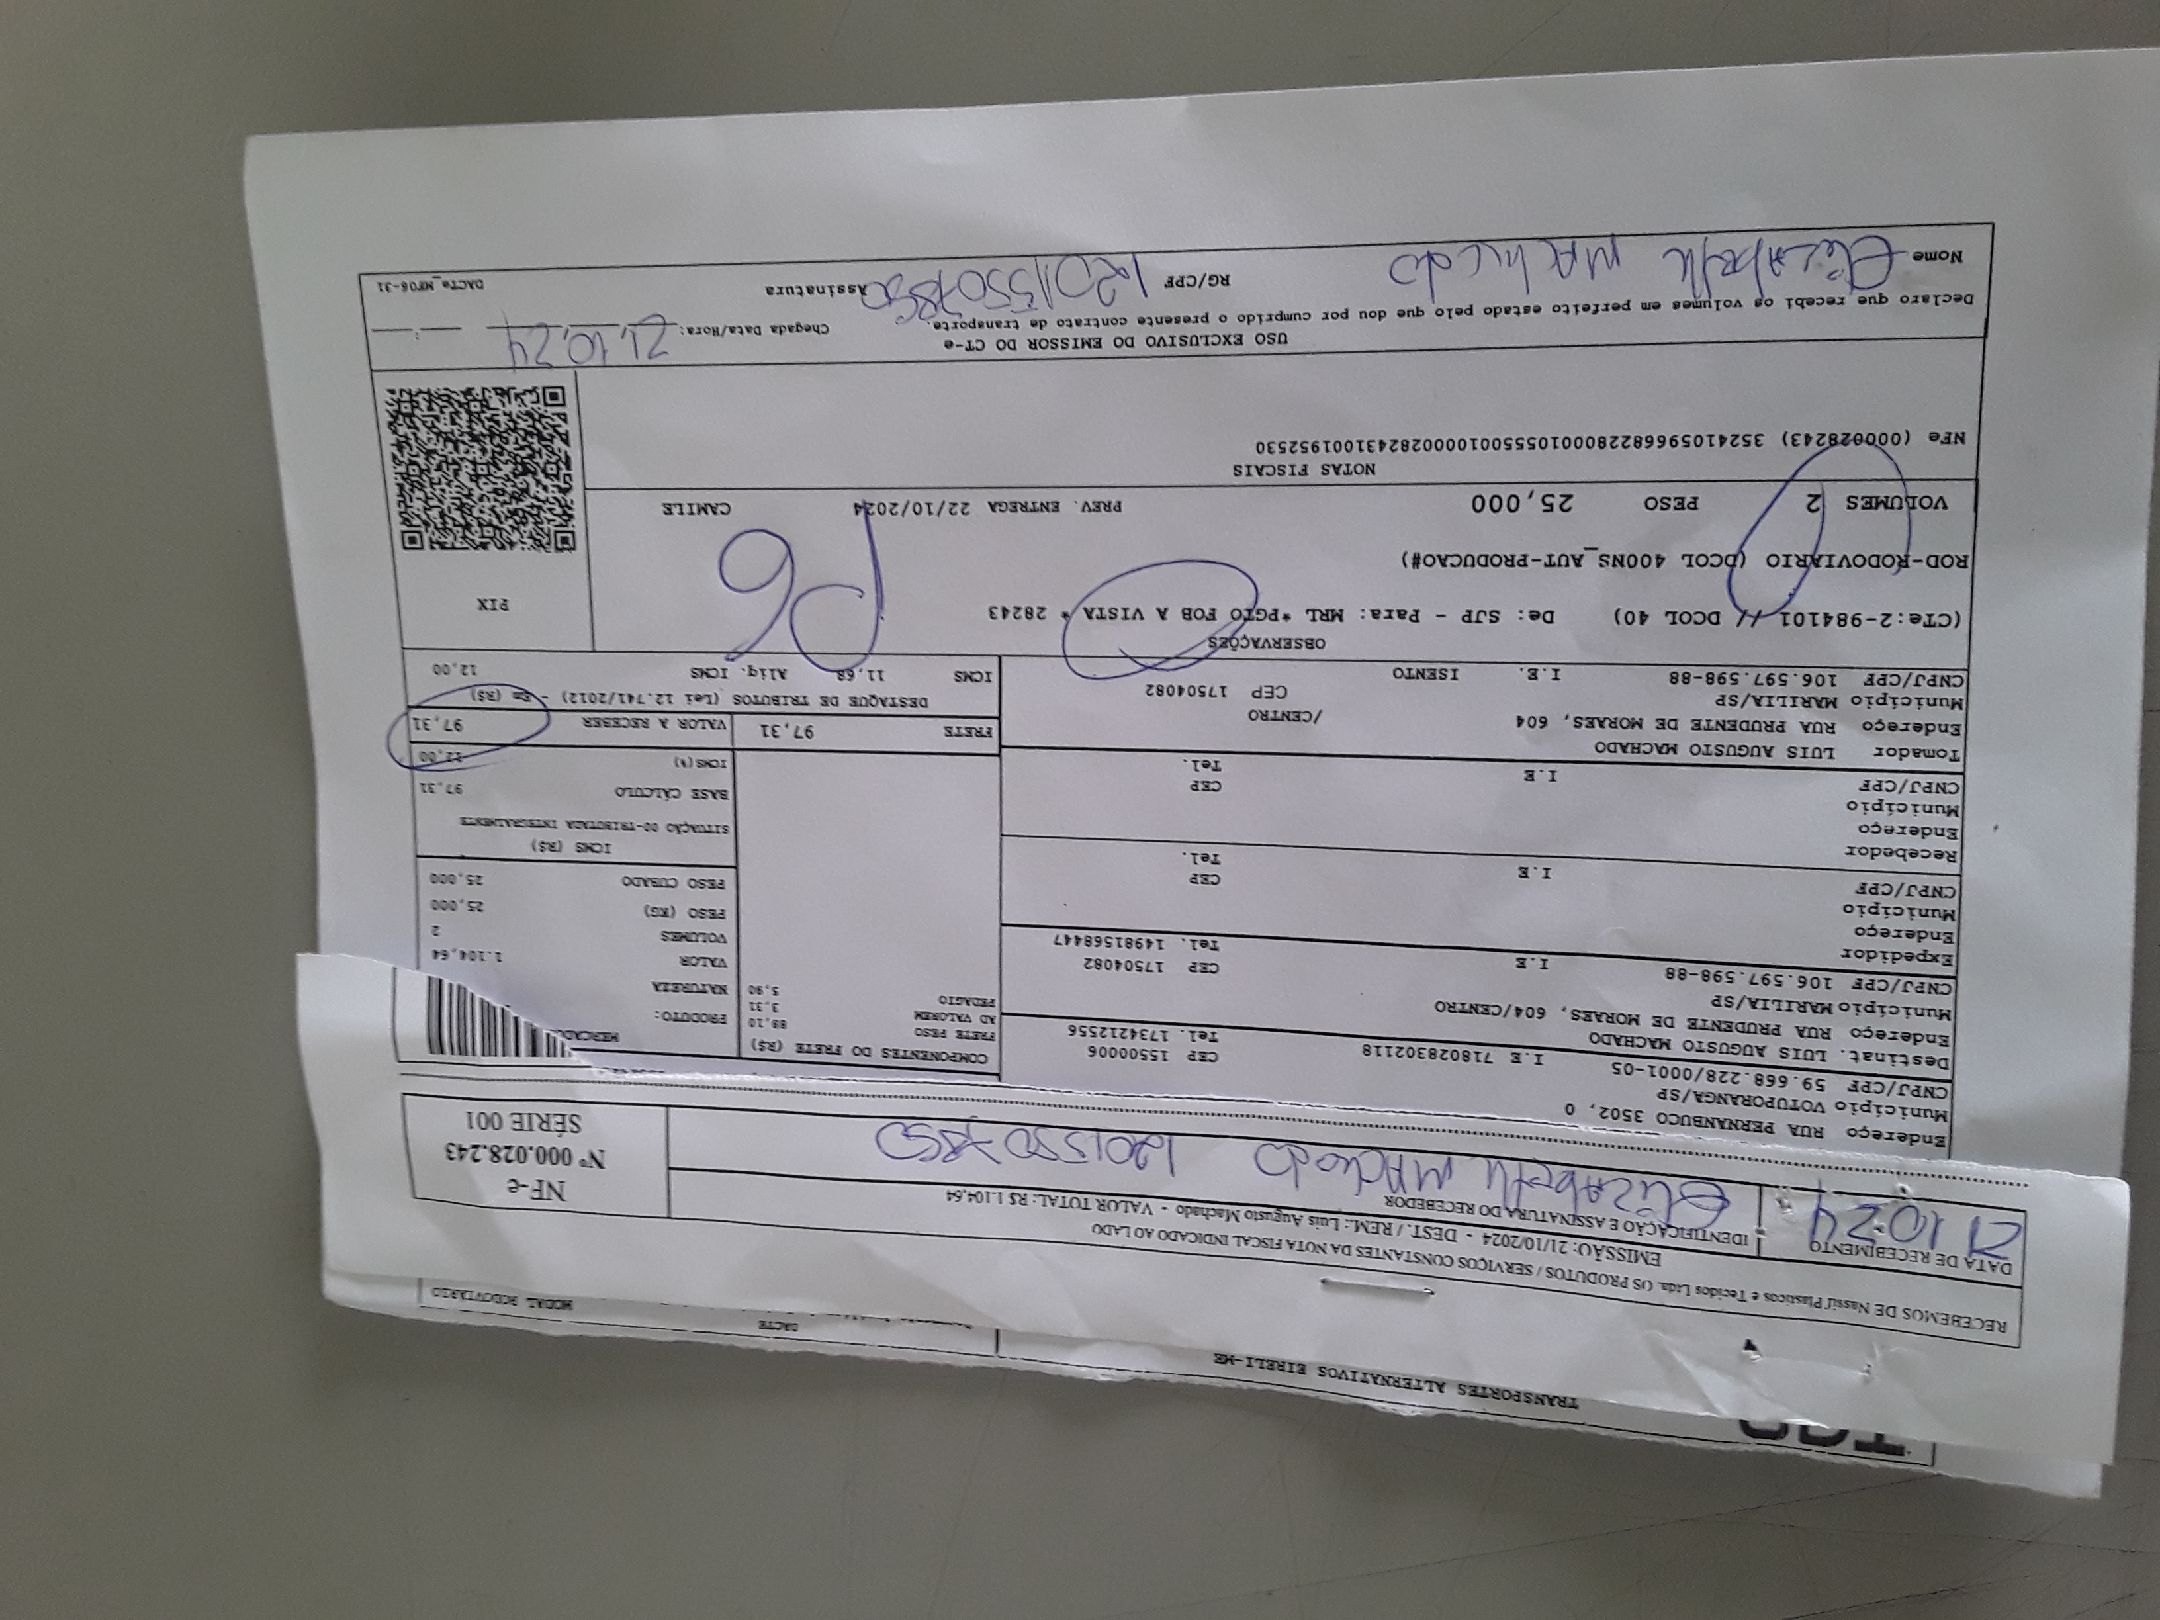 TRANSPORTES ALTERNATIVOS EIRELI-ME
DACTE
MODAL RODOVIÁRIO
RECEBEMOS DE Nassif Plasticos e Tecidos Ltda. OS PRODUTOS / SERVIÇOS CONSTANTES DA NOTA FISCAL INDICADO AO LADO
EMISSÃO: 21/10/2024 - DEST. / REM.: Luis Augusto Machado - VALOR TOTAL: R$ 1.104,64
DATA DE RECEBIMENTO
21 10 24
IDENTIFICAÇÃO E ASSINATURA DO RECEBEDOR
Elizabeth Machado 12015507850
NF-e
Nº 000.028.243
SÉRIE 001
Endereço RUA PERNANBUCO 3502, 0
Município VOTUPORANGA/SP CEP 15500006
CNPJ/CPF 59.668.228/0001-05 I.E 718028302118 Tel. 1734212556
Destinat. LUIS AUGUSTO MACHADO
Endereço RUA PRUDENTE DE MORAES, 604/CENTRO
Município MARILIA/SP CEP 17504082
CNPJ/CPF 106.597.598-88 I.E Tel. 14981568447
Expedidor
Endereço
Município CEP
CNPJ/CPF I.E Tel.
Recebedor
Endereço
Município CEP
CNPJ/CPF I.E Tel.
Tomador LUIS AUGUSTO MACHADO
Endereço RUA PRUDENTE DE MORAES, 604 /CENTRO
Município MARILIA/SP CEP 17504082
CNPJ/CPF 106.597.598-88 I.E. ISENTO
COMPONENTES DO FRETE (R$)
FRETE PESO 88,10
AD VALOREM 3,31
PEDAGIO 5,90
FRETE 97,31
PRODUTO:
NATUREZA
VALOR 1.104,64
VOLUMES 2
PESO (KG) 25,000
PESO CUBADO 25,000
ICMS (R$)
SITUAÇÃO 00-TRIBUTADA INTEGRALMENTE
BASE CÁLCULO 97,31
ICMS(%) 12,00
VALOR A RECEBER 97,31
DESTAQUE DE TRIBUTOS (Lei 12.741/2012) - Em (R$)
ICMS 11,68 Aliq. ICMS 12,00
OBSERVAÇÕES
(CTe:2-984101 // DCOL 40) De: SJP - Para: MRL *PGTO FOB A VISTA * 28243
ROD-RODOVIÁRIO (DCOL 400NS_AUT-PRODUCAO#)
VOLUMES 2 PESO 25,000 PREV. ENTREGA 22/10/2024 CAMILE
PIX
NOTAS FISCAIS
NFe (00028243) 35241059668228000105550010000282431001952530
USO EXCLUSIVO DO EMISSOR DO CT-e
Declaro que recebi os volumes em perfeito estado pelo que dou por cumprido o presente contrato de transporte.
Chegada Data/Hora: 21.10.24
Nome Elizabeth Machado RG/CPF 12015507850 Assinatura
DACTe_MF06-31